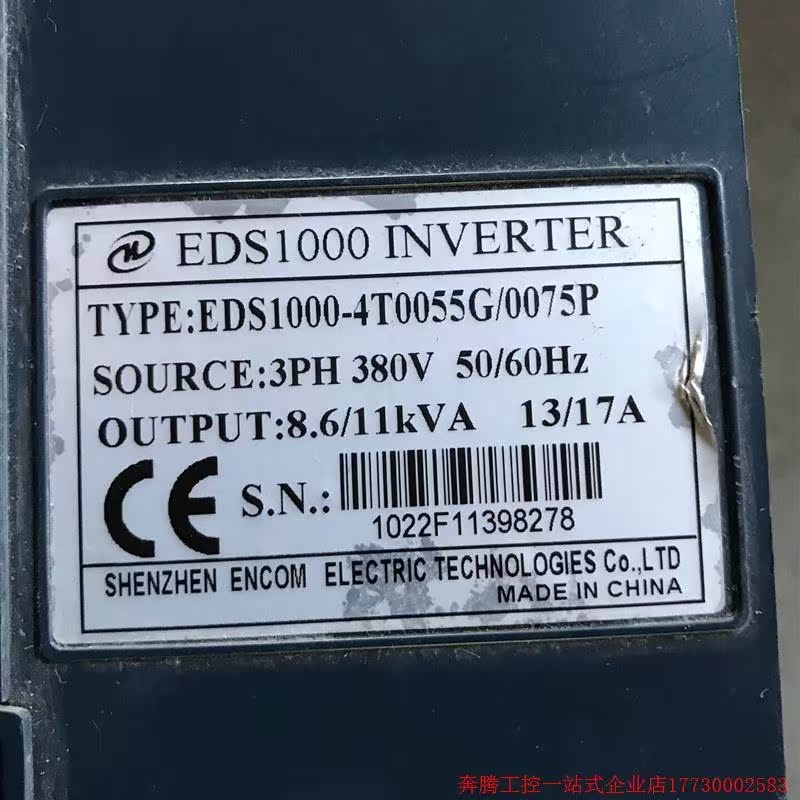 EDS1000 INVERTER
TYPE:EDS1000-4T0055G/0075P
SOURCE:3PH 380V 50/60Hz
OUTPUT:8.6/11kVA 13/17A
CE S.N.:
1022F11398278
SHENZHEN ENCOM ELECTRIC TECHNOLOGIES Co.,LTD
MADE IN CHINA
奔腾工控一站式企业店17730002583